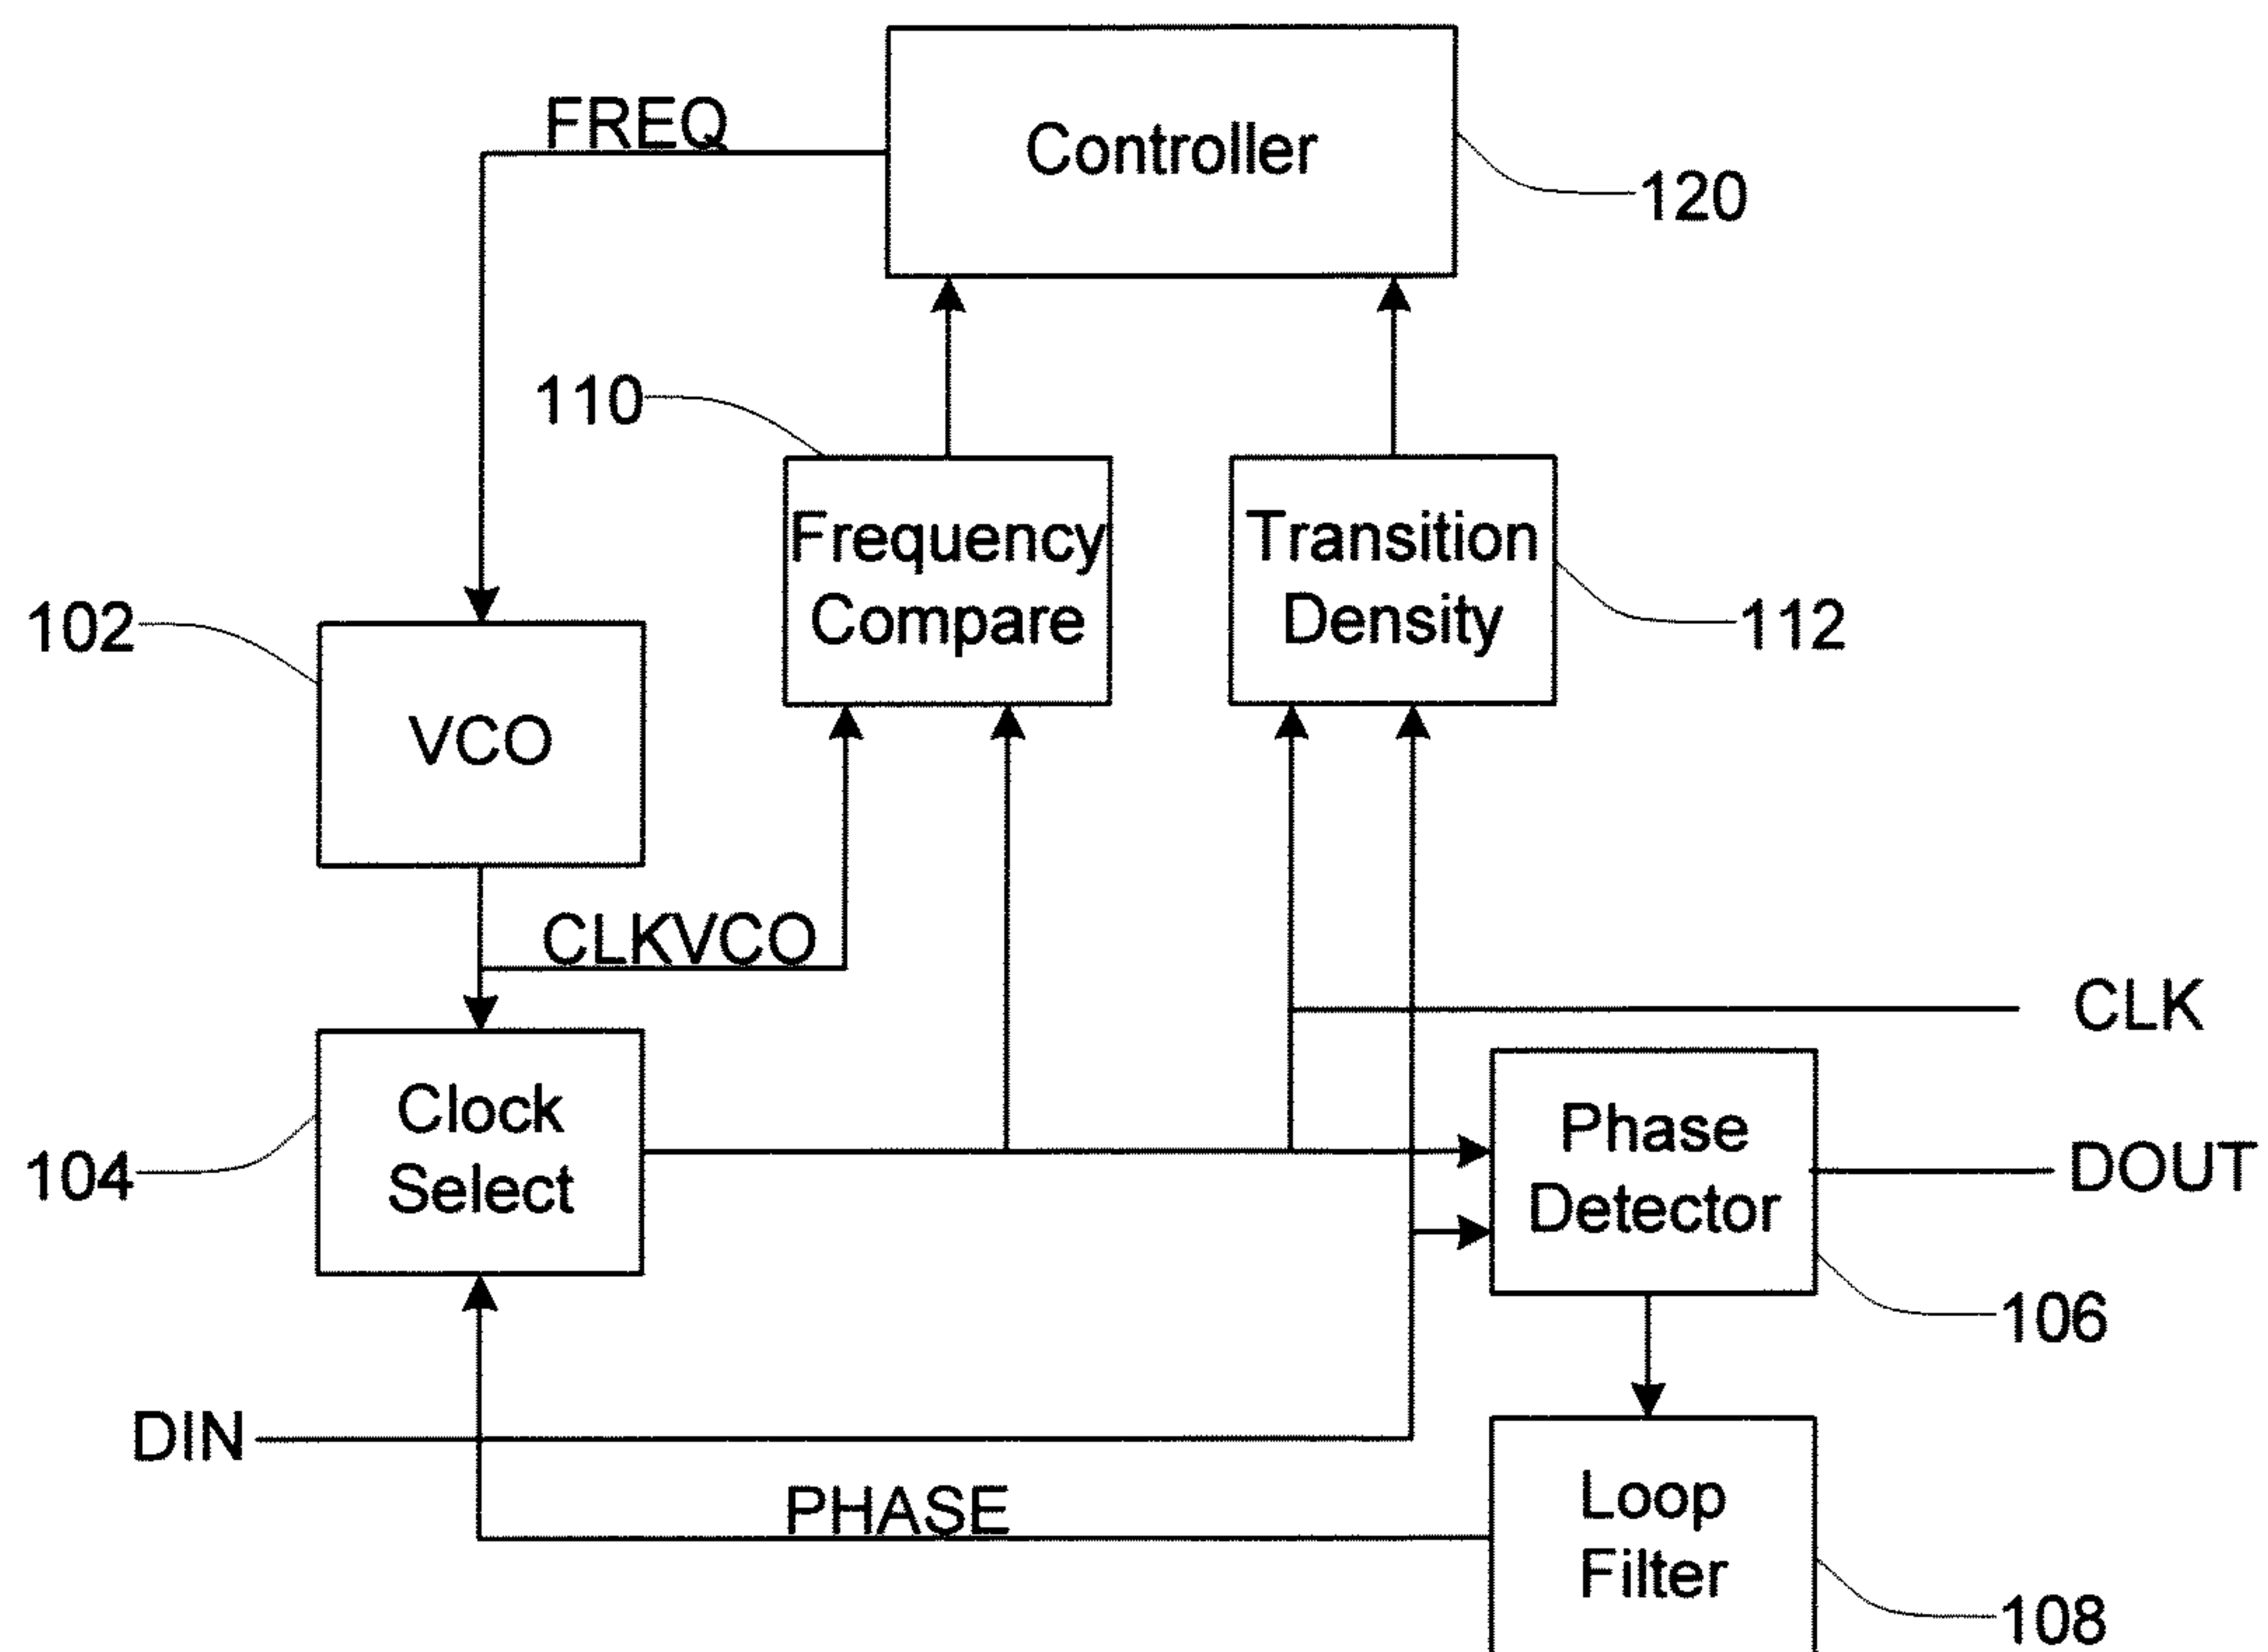 FREQ
Controller
120
110
Frequency
Compare
Transition
Density
112
102
VCO
CLKVCO
CLK
Clock
Select
104
Phase
Detector
DOUT
106
DIN
PHASE
Loop
Filter
108